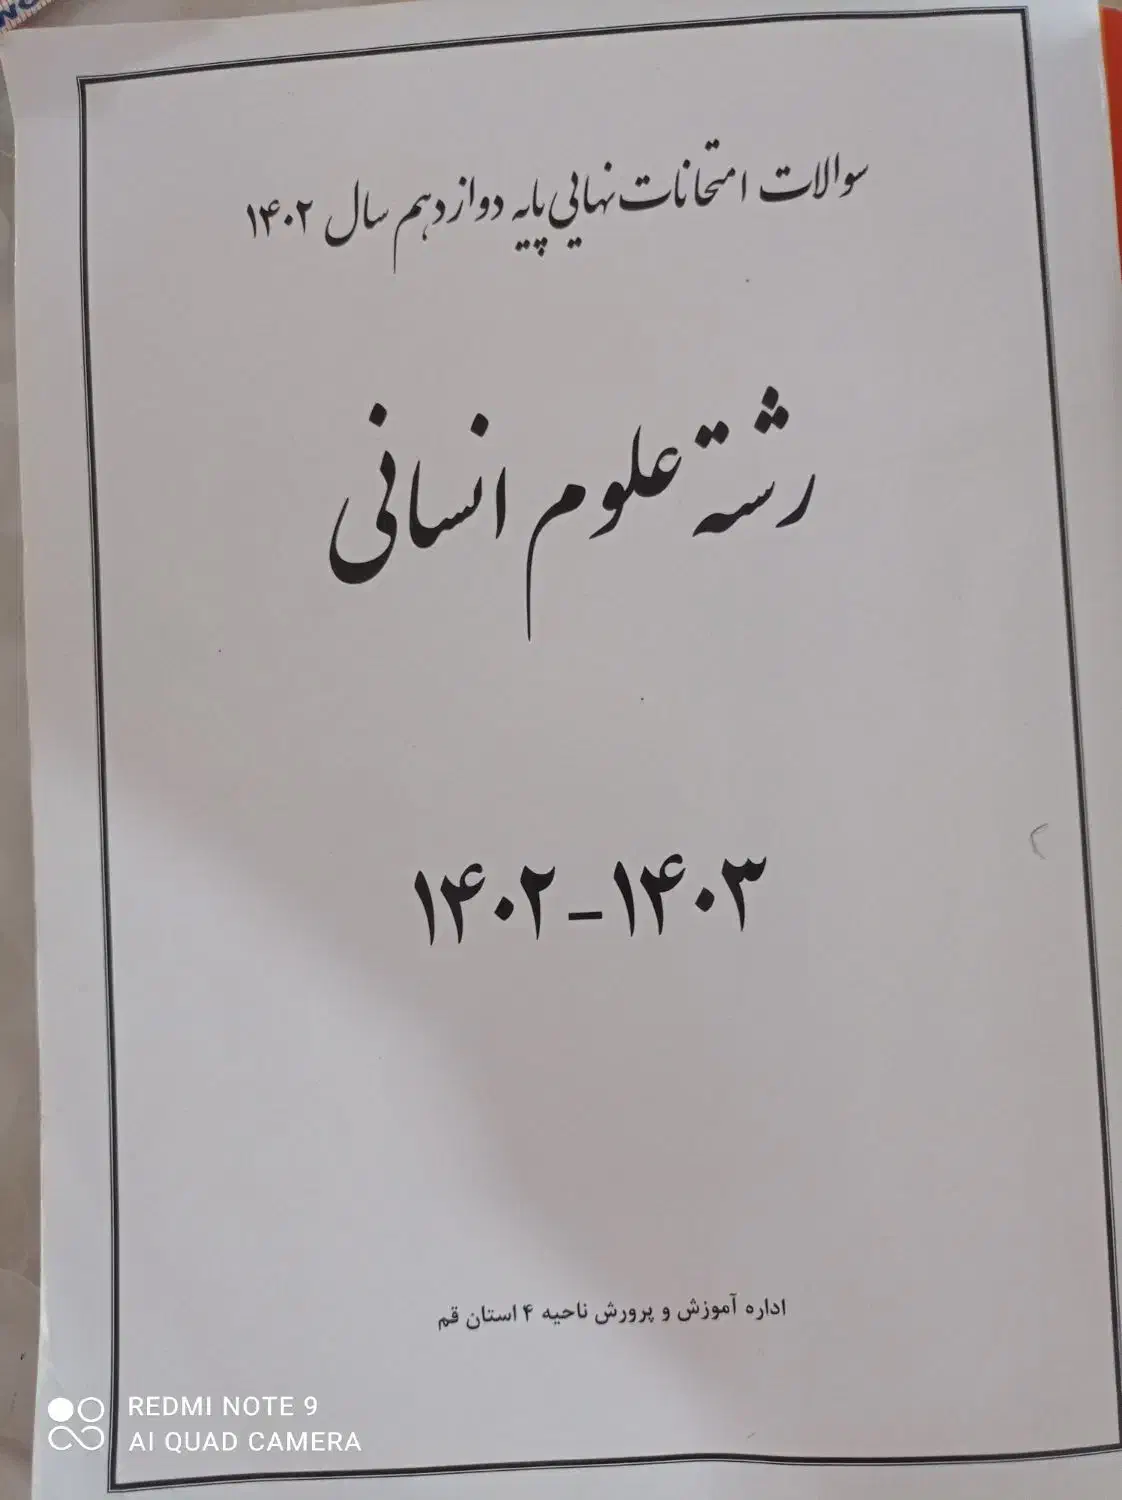 سوالات امتحانات نهایی پایه دوازدهم سال ۱۴۰۲
رشته علوم انسانی
۱۴۰۲-۱۴۰۳
اداره آموزش و پرورش ناحیه ۴ استان قم
REDMI NOTE 9
AI QUAD CAMERA